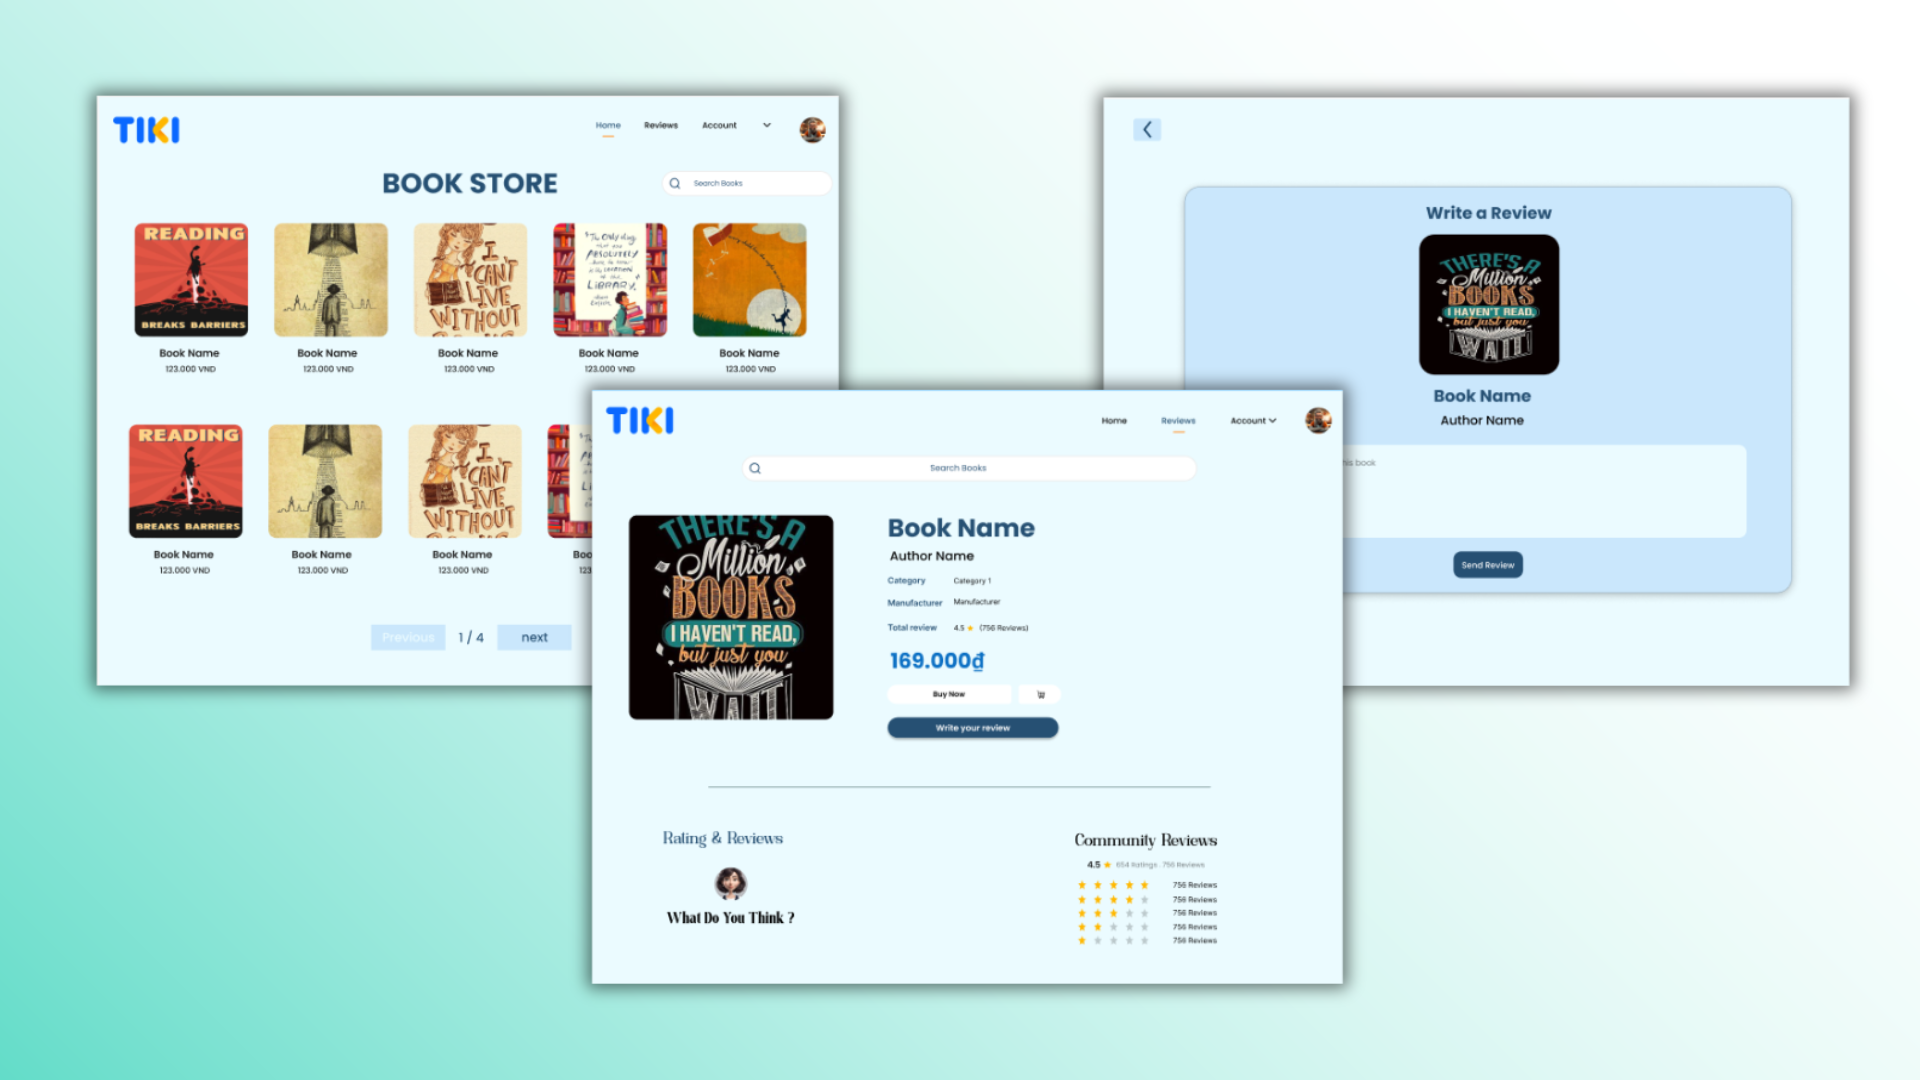 TIKI
Home Reviews Account
BOOK STORE
Search Books
READING
BREAKS BARRIERS
I
CAN'T
LIVE
WITHOUT
"The Only thing
that you
ABSOLUTELY
have to know
is the LOCATION
of the
LIBRARY.
Book Name Book Name Book Name Book Name Book Name
123.000 VND 123.000 VND 123.000 VND 123.000 VND 123.000 VND
READING
BREAKS BARRIERS
I
CAN'T
LIVE
WITHOUT
Book Name Book Name Book Name Boo
123.000 VND 123.000 VND 123.000 VND 123
Previous 1 / 4 next
TIKI
Home Reviews Account
Search Books
THERE'S A
Million
BOOKS
I HAVEN'T READ,
but just you
WAIT
Book Name
Author Name
Category Category 1
Manufacturer Manufacturer
Total review 4.5 (756 Reviews)
169.000₫
Buy Now
Write your review
Rating & Reviews
What Do You Think ?
Community Reviews
4.5 654 Ratings . 756 Reviews
756 Reviews
756 Reviews
756 Reviews
756 Reviews
756 Reviews
Write a Review
THERE'S A
Million
BOOKS
I HAVEN'T READ,
but just you
WAIT
Book Name
Author Name
his book
Send Review